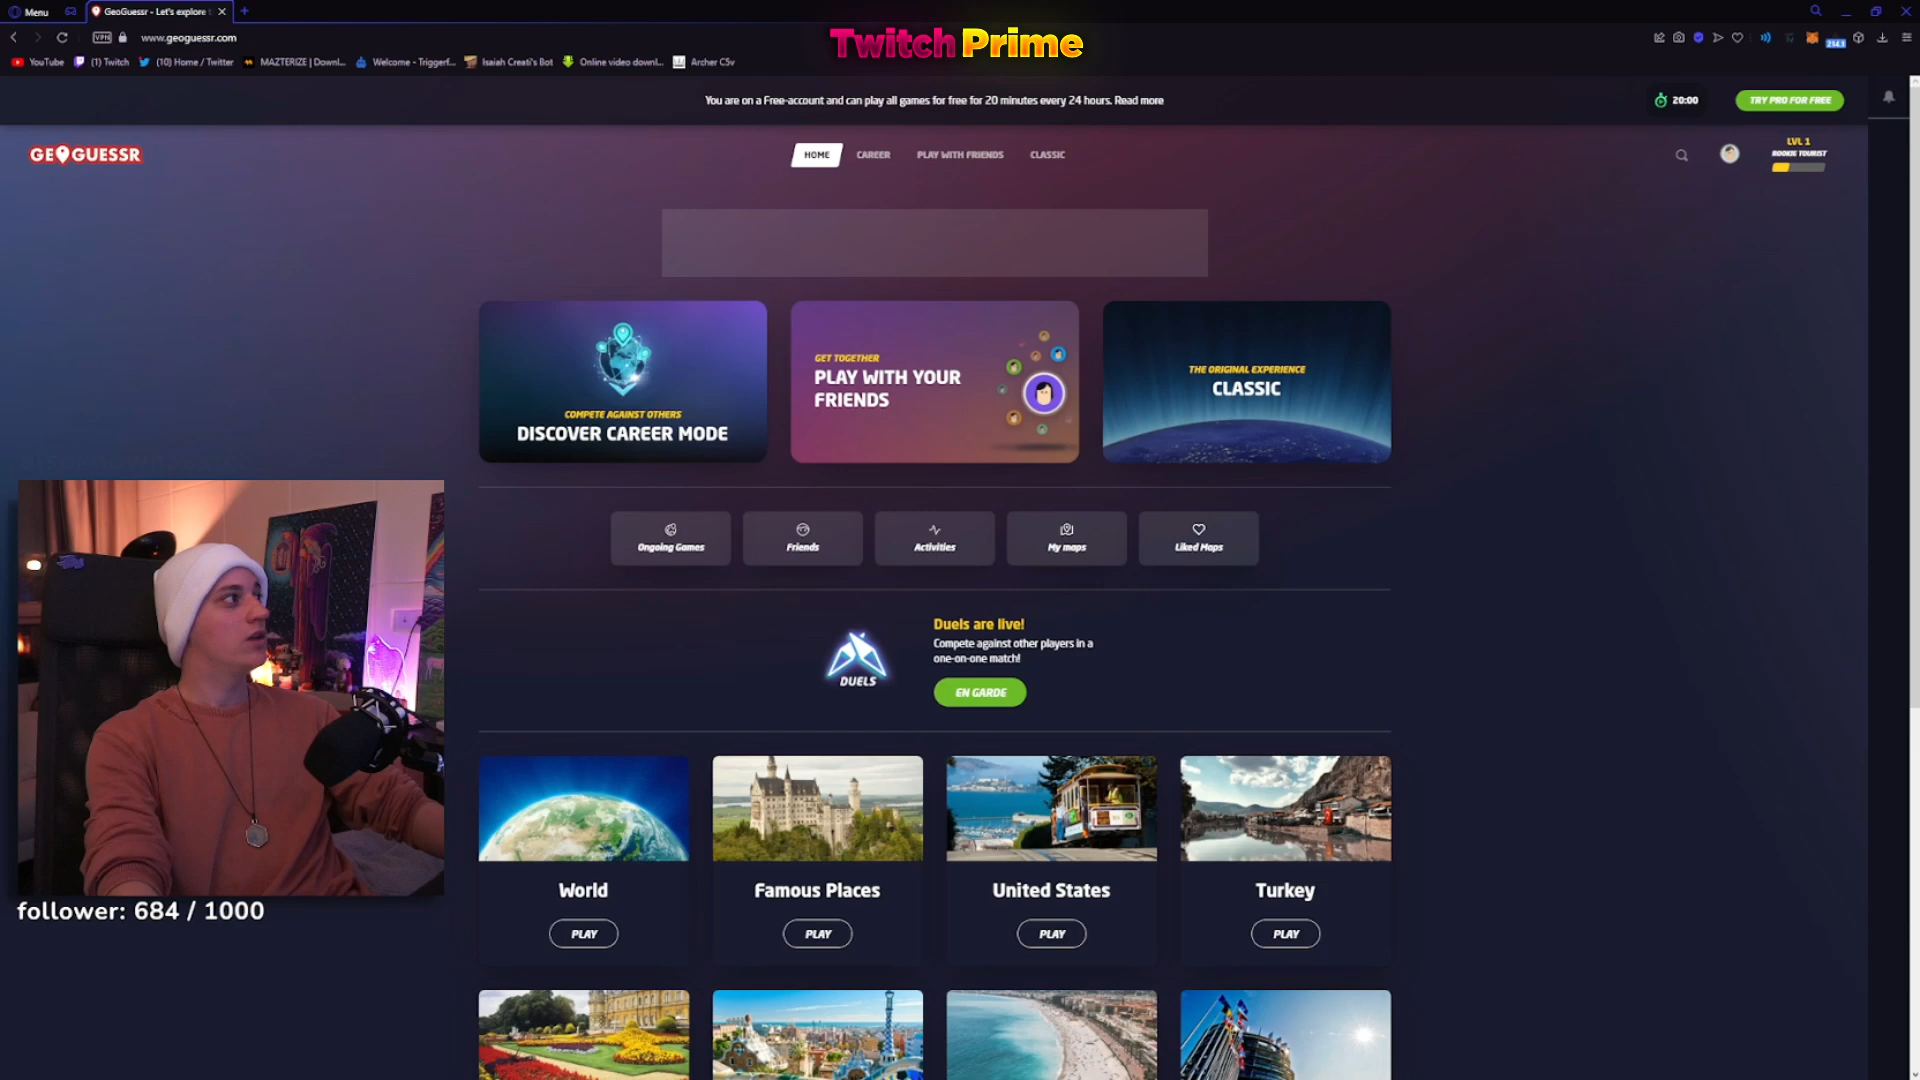 Menu
GeoGuessr - Let's explore
VPN
www.geoguessr.com
Twitch Prime
214.1
YouTube
(1) Twitch
(10) Home / Twitter
MAZTERIZE | Downl...
Welcome - Triggerf...
Isaiah Creati's Bot
Online video downl...
Archer CSv
You are on a Free-account and can play all games for free for 20 minutes every 24 hours. Read more
20:00
TRY PRO FOR FREE
GEOGUESSR
HOME
CAREER
PLAY WITH FRIENDS
CLASSIC
LVL 1
ROOKIE TOURIST
COMPETE AGAINST OTHERS
DISCOVER CAREER MODE
GET TOGETHER
PLAY WITH YOUR
FRIENDS
THE ORIGINAL EXPERIENCE
CLASSIC
Ongoing Games
Friends
Activities
My maps
Liked Maps
DUELS
Duels are live!
Compete against other players in a
one-on-one match!
EN GARDE
World
Famous Places
United States
Turkey
PLAY
PLAY
PLAY
PLAY
follower: 684 / 1000